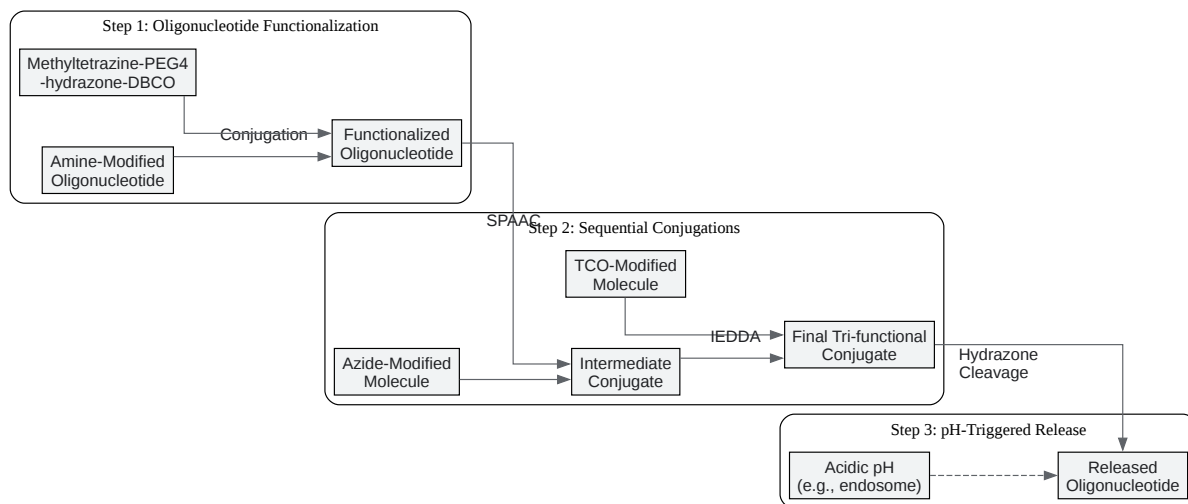 Step 1: Oligonucleotide Functionalization
Methyltetrazine-PEG4
-hydrazone-DBCO
Conjugation
Functionalized
Oligonucleotide
Amine-Modified
Oligonucleotide
SPAAC
Step 2: Sequential Conjugations
TCO-Modified
Molecule
IEDDA
Final Tri-functional
Conjugate
Azide-Modified
Molecule
Intermediate
Conjugate
Hydrazone
Cleavage
Step 3: pH-Triggered Release
Acidic pH
(e.g., endosome)
Released
Oligonucleotide